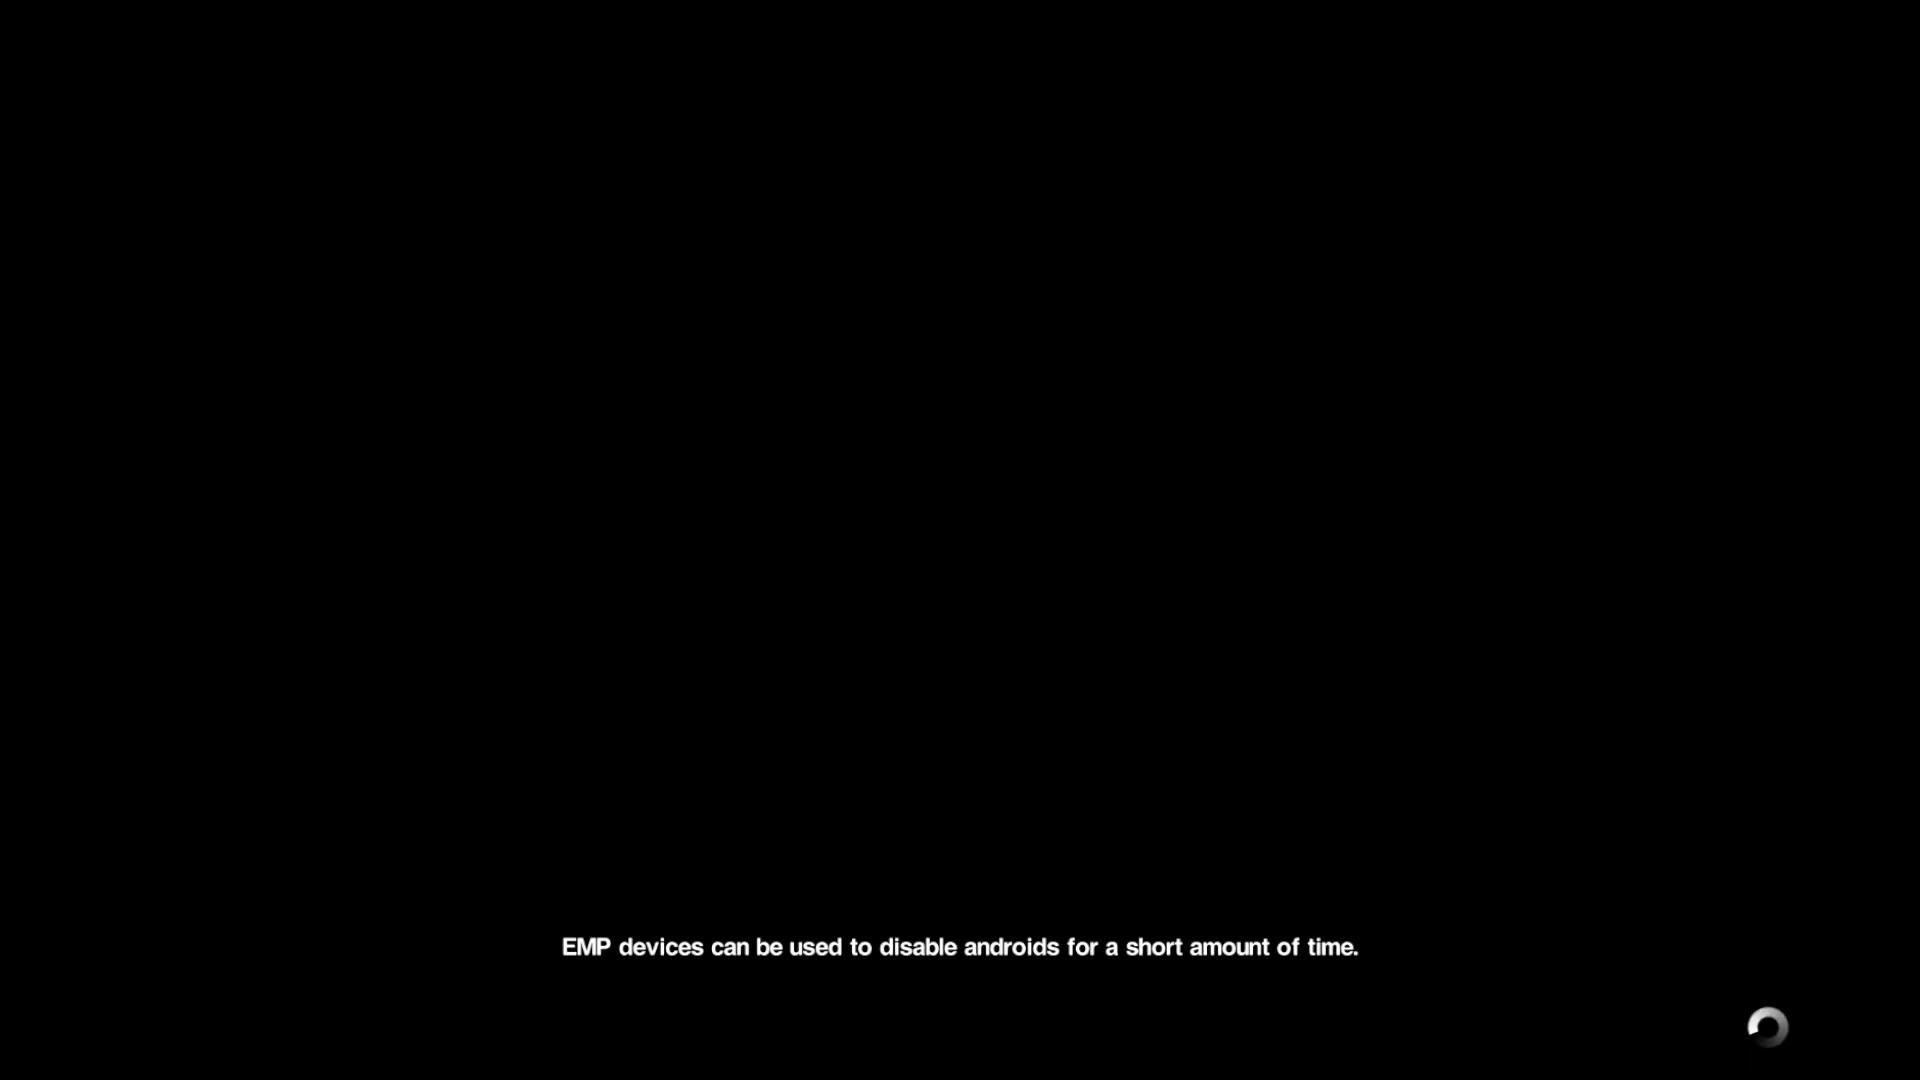 EMP devices can be used to disable androids for a short amount of time.